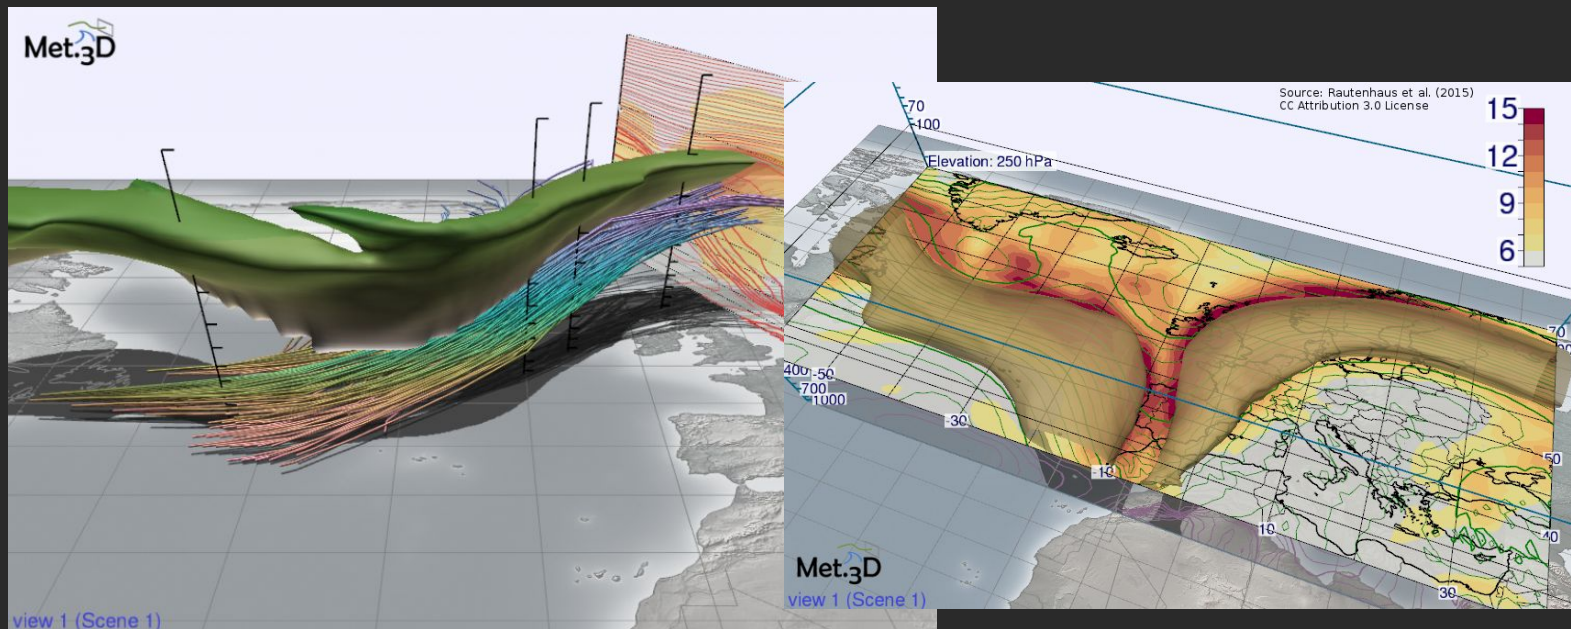 Met.3D
view 1 (Scene 1)
Source: Rautenhaus et al. (2015)
CC Attribution 3.0 License
-70
-100
Elevation: 250 hPa
15
12
9
6
400
-50
-700
1000
-30
-10
10
30
70
50
40
Met.3D
view 1 (Scene 1)